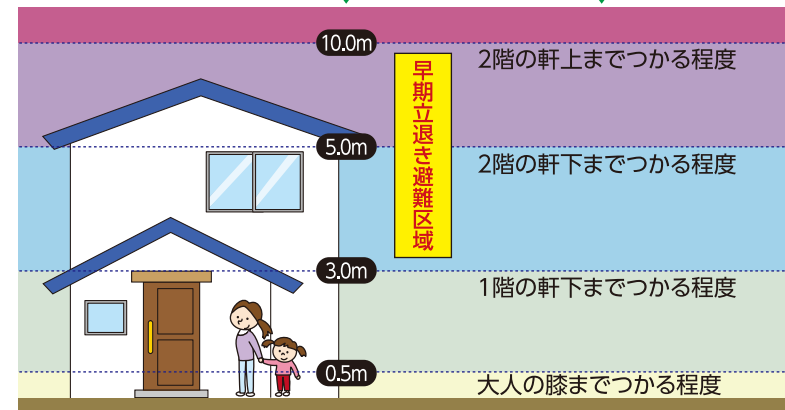 10.0m
2階の軒上までつかる程度
早期立退き避難区域
5.0m
2階の軒下までつかる程度
3.0m
1階の軒下までつかる程度
0.5m
大人の膝までつかる程度